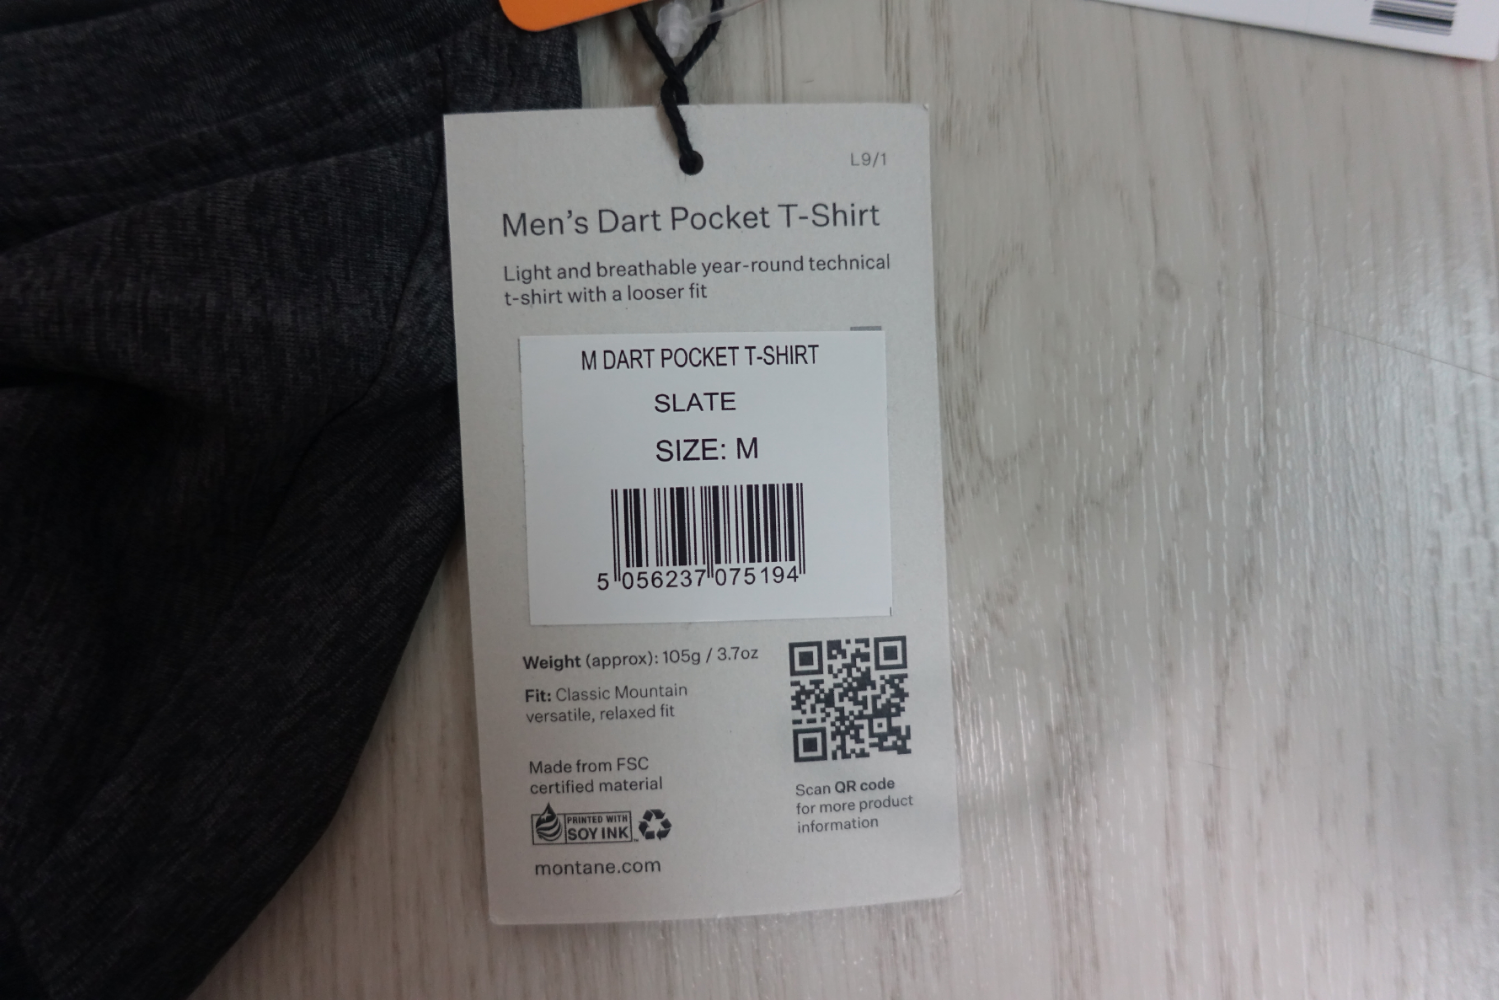 L9/1
Men's Dart Pocket T-Shirt
Light and breathable year-round technical
t-shirt with a looser fit
M DART POCKET T-SHIRT
SLATE
SIZE: M
5 056237 075194
Weight (approx): 105g / 3.7oz
Fit: Classic Mountain
versatile, relaxed fit
Made from FSC
certified material
PRINTED WITH
SOY INK
montane.com
Scan QR code
for more product
information